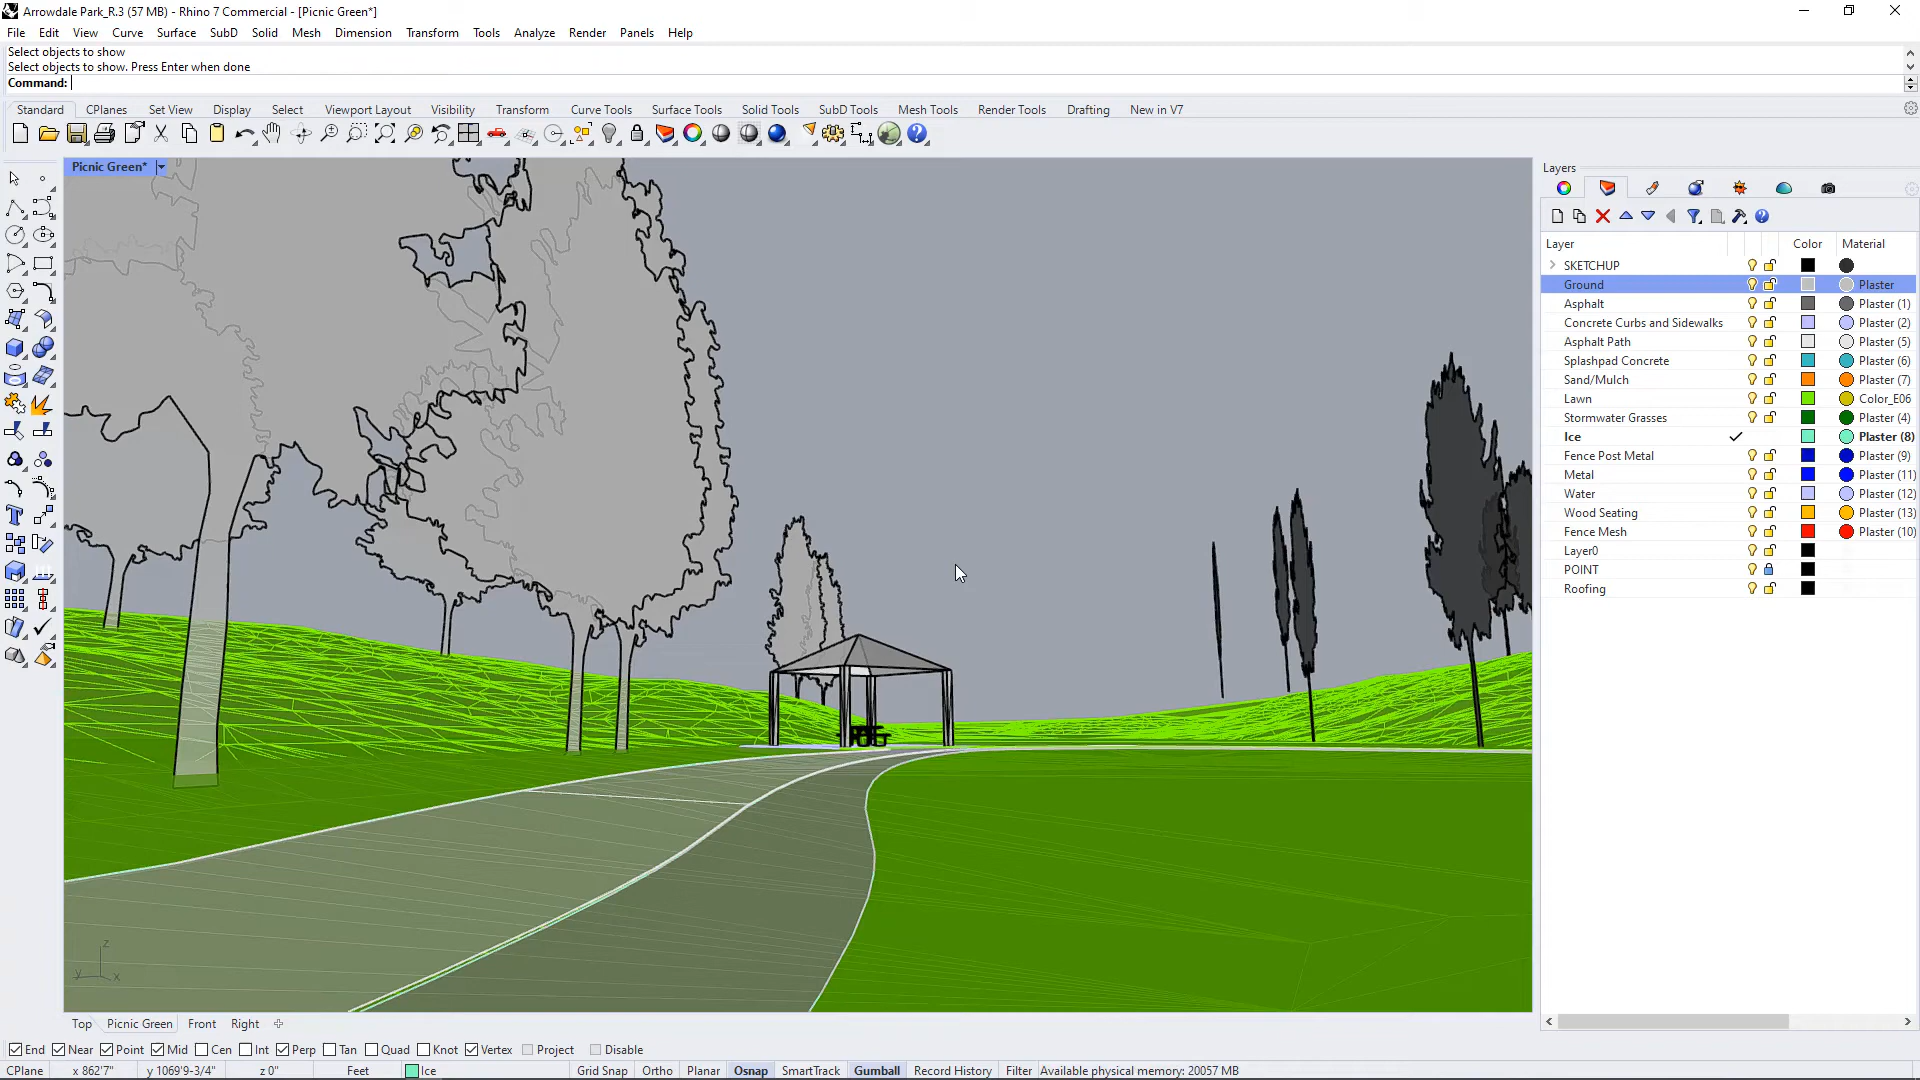 Arrowdale Park_R.3 (57 MB) - Rhino 7 Commercial - [Picnic Green*]
File Edit View Curve Surface SubD Solid Mesh Dimension Transform Tools Analyze Render Panels Help
Select objects to show
Select objects to show. Press Enter when done
Command:
Standard CPlanes Set View Display Select Viewport Layout Visibility Transform Curve Tools Surface Tools Solid Tools SubD Tools Mesh Tools Render Tools Drafting New in V7
Picnic Green*
Layers
Layer Color Material
SKETCHUP
Ground Plaster
Asphalt Plaster (1)
Concrete Curbs and Sidewalks Plaster (2)
Asphalt Path Plaster (5)
Splashpad Concrete Plaster (6)
Sand/Mulch Plaster (7)
Lawn Color_E06
Stormwater Grasses Plaster (4)
Ice Plaster (8)
Fence Post Metal Plaster (9)
Metal Plaster (11)
Water Plaster (12)
Wood Seating Plaster (13)
Fence Mesh Plaster (10)
Layer0
POINT
Roofing
z
y x
Top Picnic Green Front Right
End Near Point Mid Cen Int Perp Tan Quad Knot Vertex Project Disable
CPlane x 862'7" y 1069'9-3/4" z 0" Feet Ice Grid Snap Ortho Planar Osnap SmartTrack Gumball Record History Filter Available physical memory: 20057 MB